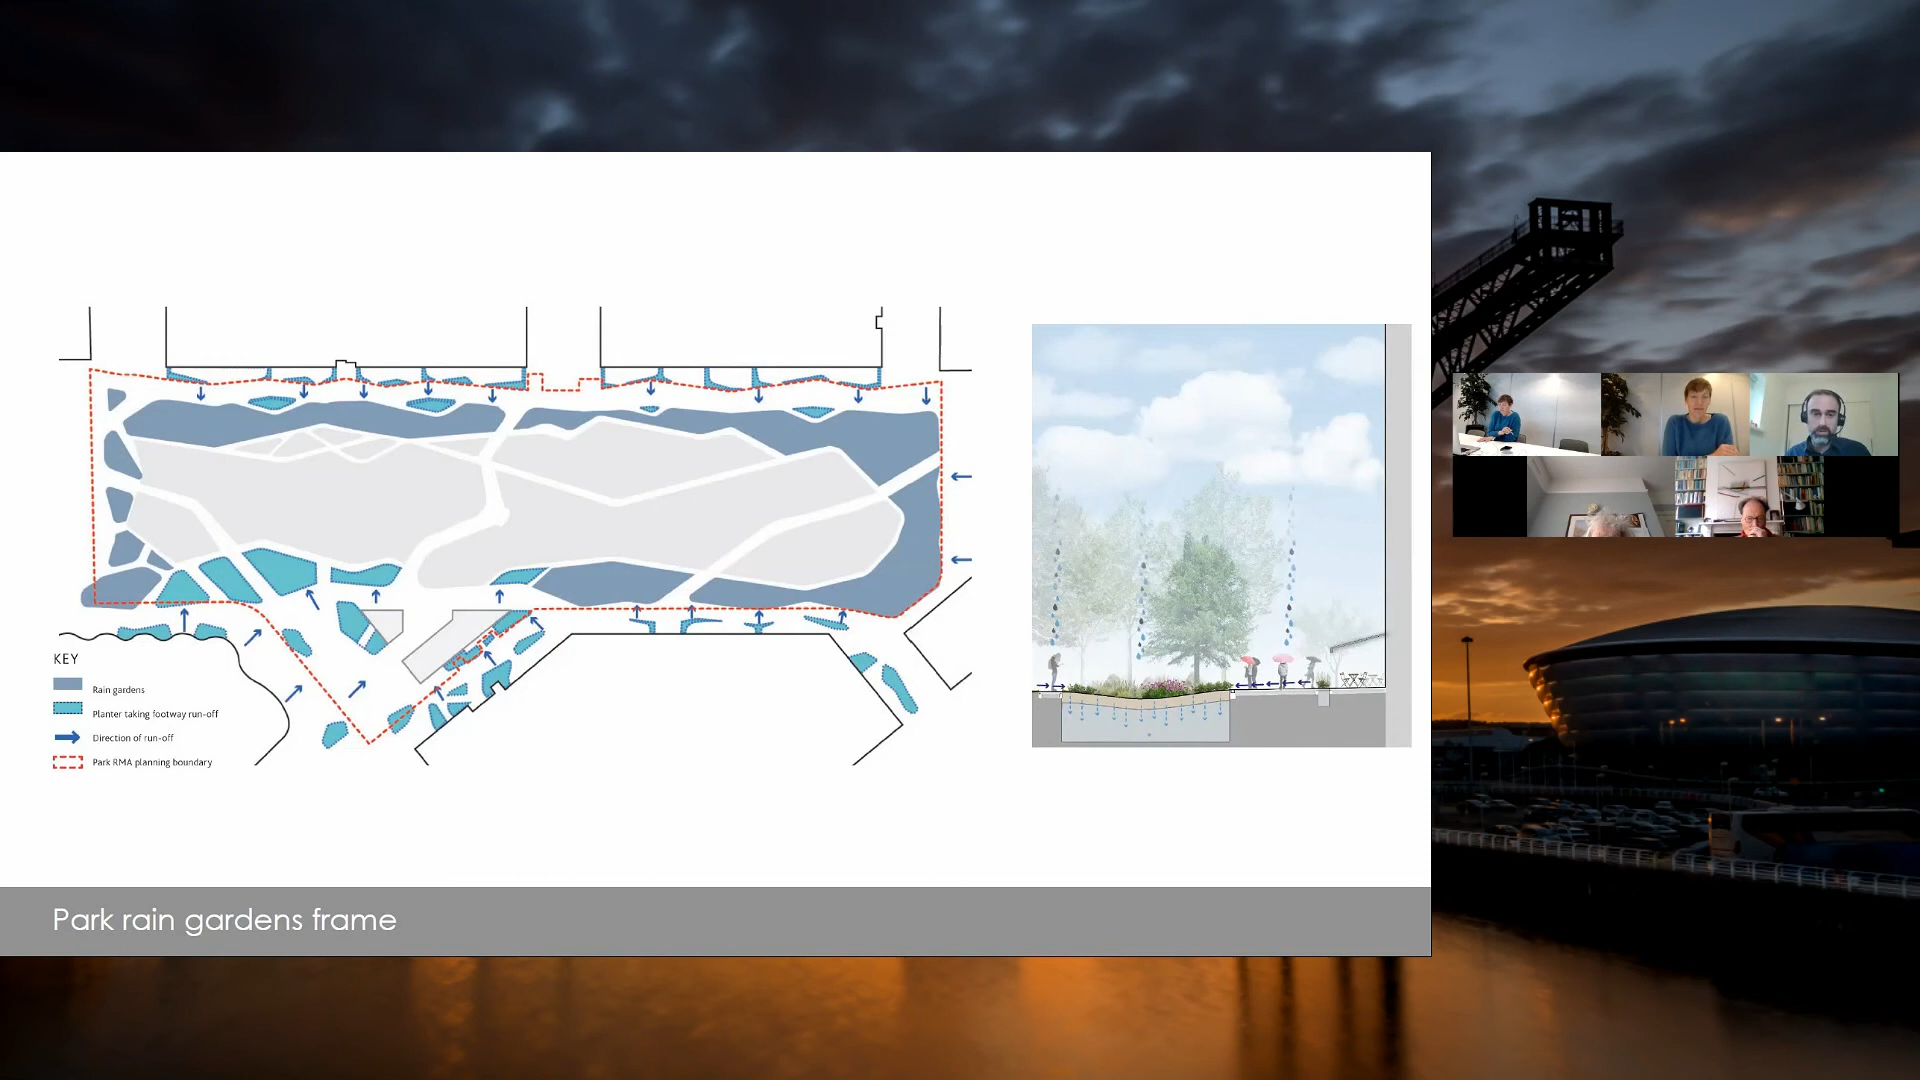 KEY
Rain gardens
Planter taking footway run-off
Direction of run-off
Park RMA planning boundary
Park rain gardens frame